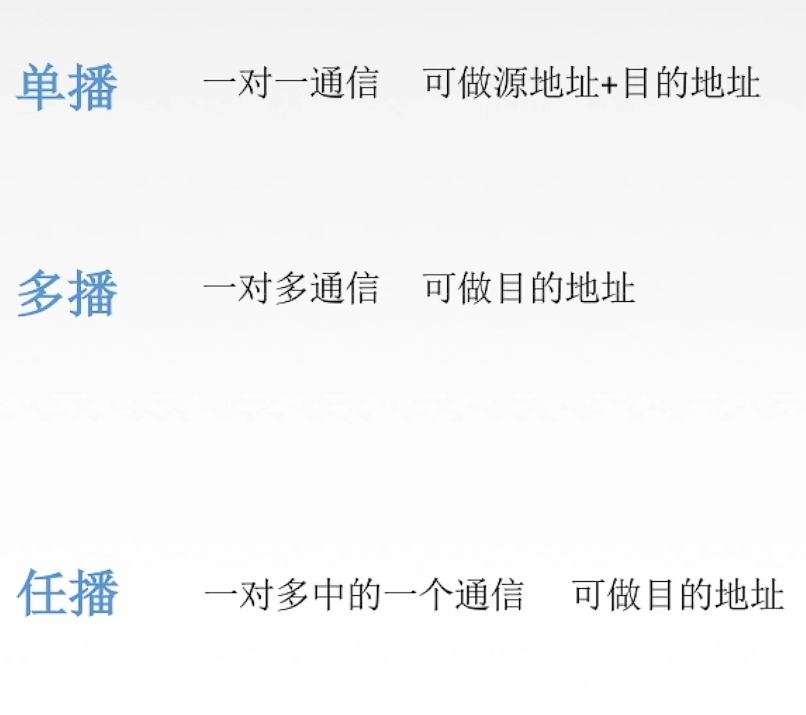 单播 一对一通信 可做源地址+目的地址
多播 一对多通信 可做目的地址
任播 一对多中的一个通信 可做目的地址